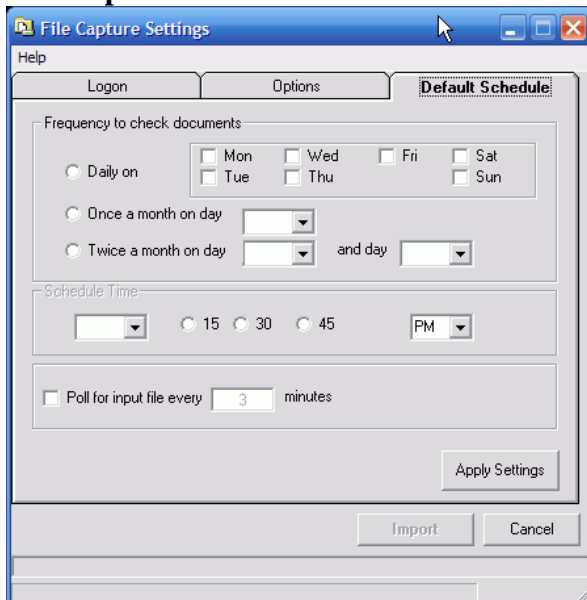 File Capture Settings
Help
Logon Options Default Schedule
Frequency to check documents
Daily on Mon Wed Fri Sat
Tue Thu Sun
Once a month on day
Twice a month on day and day
Schedule Time
15 30 45 PM
Poll for input file every 3 minutes
Apply Settings
Import Cancel